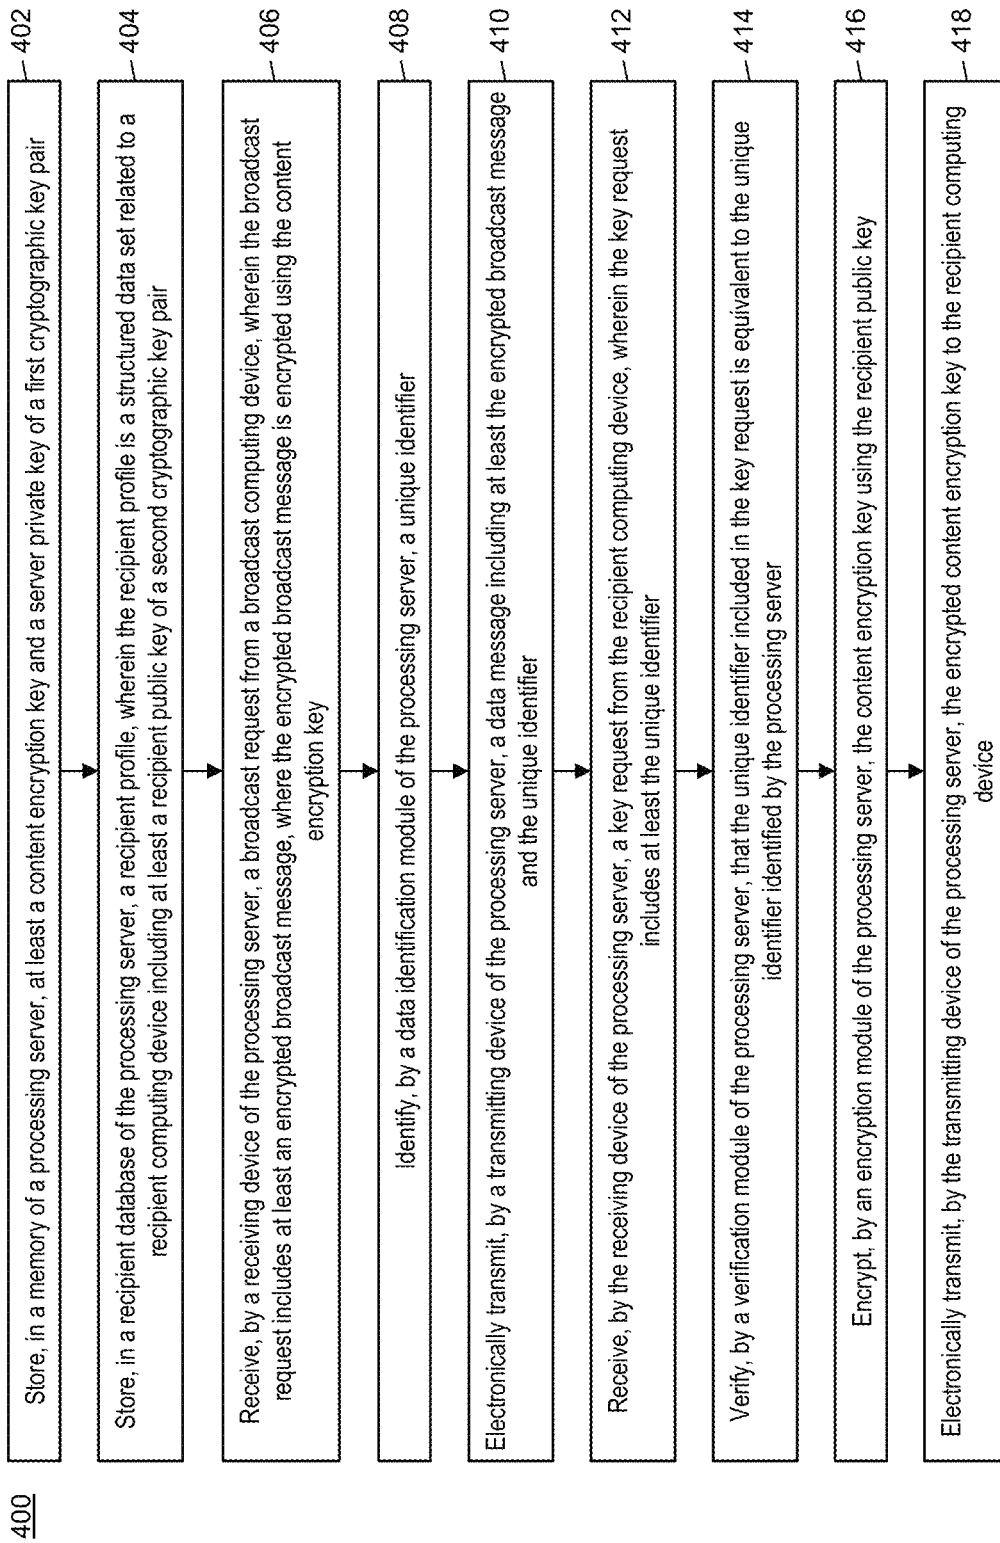 400
Store, in a memory of a processing server, at least a content encryption key and a server private key of a first cryptographic key pair
402
Store, in a recipient database of the processing server, a recipient profile, wherein the recipient profile is a structured data set related to a
recipient computing device including at least a recipient public key of a second cryptographic key pair
404
Receive, by a receiving device of the processing server, a broadcast request from a broadcast computing device, wherein the broadcast
request includes at least an encrypted broadcast message, where the encrypted broadcast message is encrypted using the content
encryption key
406
Identify, by a data identification module of the processing server, a unique identifier
408
Electronically transmit, by a transmitting device of the processing server, a data message including at least the encrypted broadcast message
and the unique identifier
410
Receive, by the receiving device of the processing server, a key request from the recipient computing device, wherein the key request
includes at least the unique identifier
412
Verify, by a verification module of the processing server, that the unique identifier included in the key request is equivalent to the unique
identifier identified by the processing server
414
Encrypt, by an encryption module of the processing server, the content encryption key using the recipient public key
416
Electronically transmit, by the transmitting device of the processing server, the encrypted content encryption key to the recipient computing
device
418